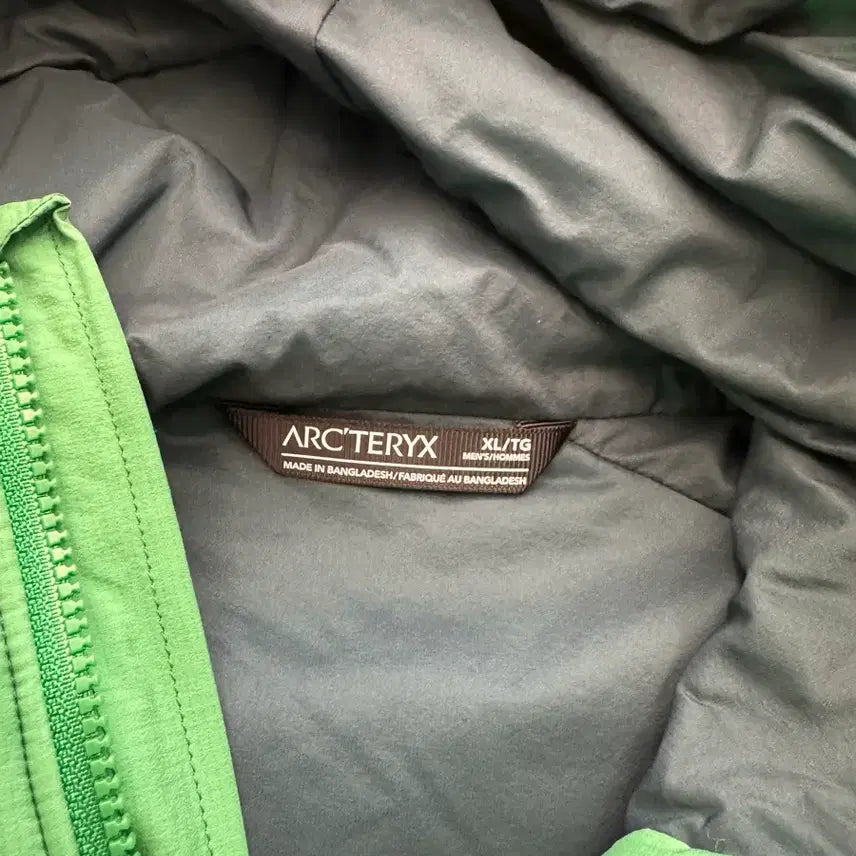 ARC'TERYX XL/TG
MEN'S/HOMMES
MADE IN BANGLADESH/FABRIQUÉ AU BANGLADESH